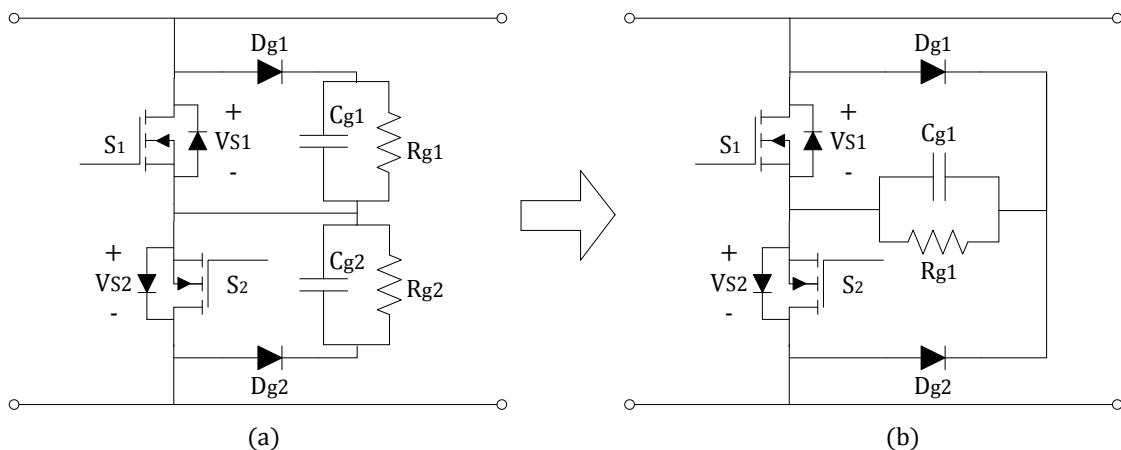 Dg1
Cg1
Rg1
S1
+
VS1
-
+
VS2
-
S2
Cg2
Rg2
Dg2
(a)
Dg1
S1
+
VS1
-
Cg1
Rg1
+
VS2
-
S2
Dg2
(b)